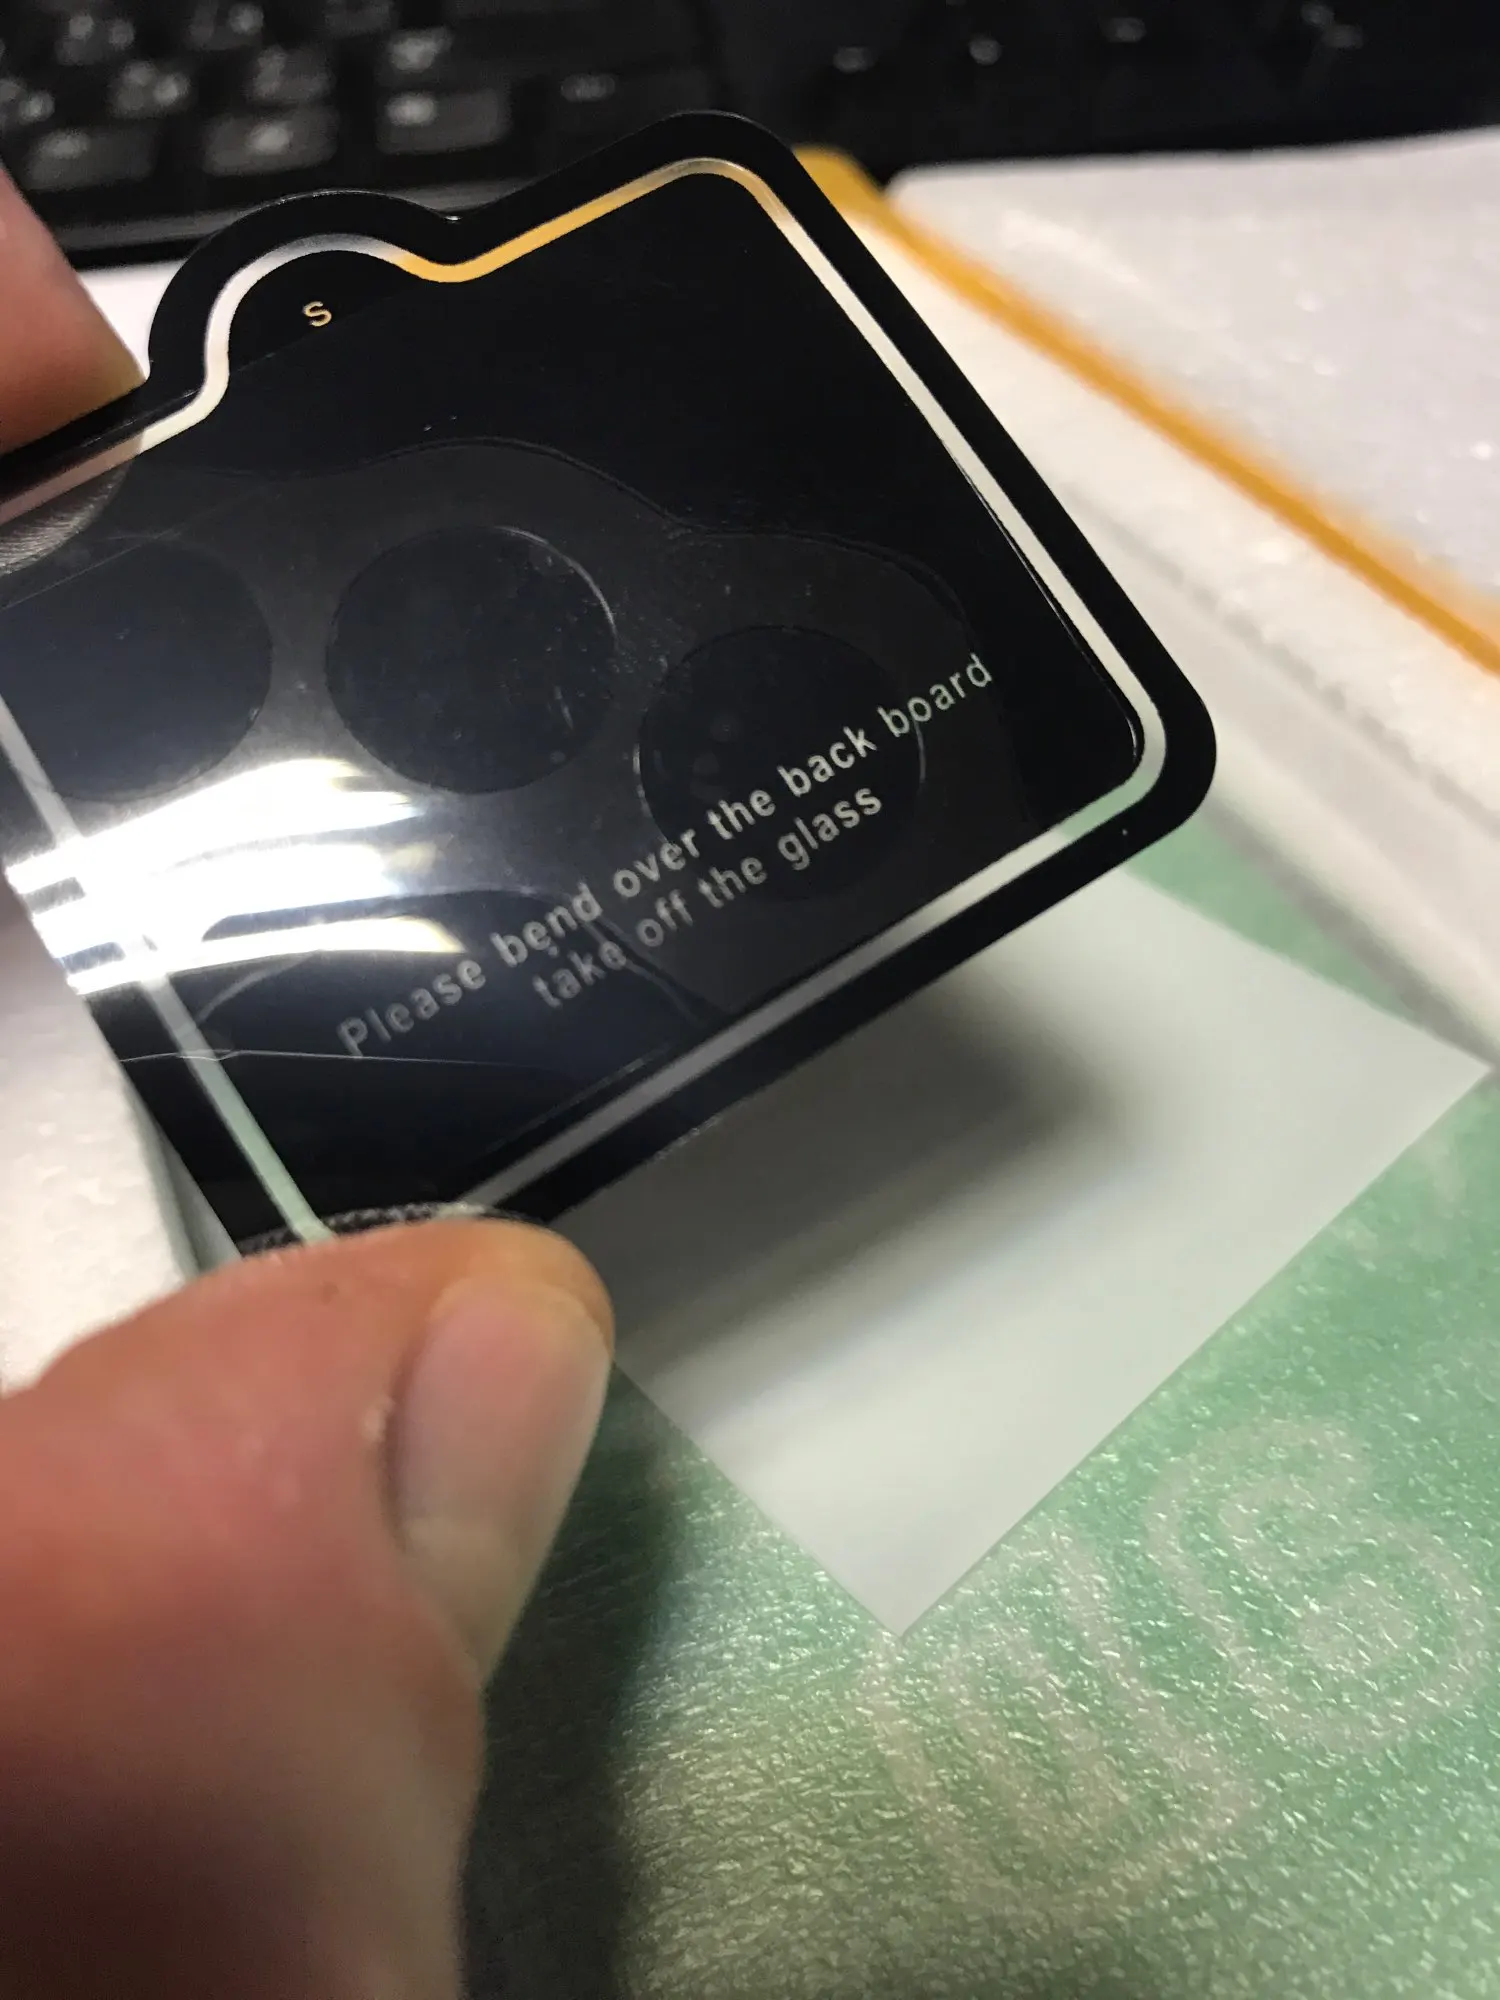 S
Please bend over the back board
take off the glass